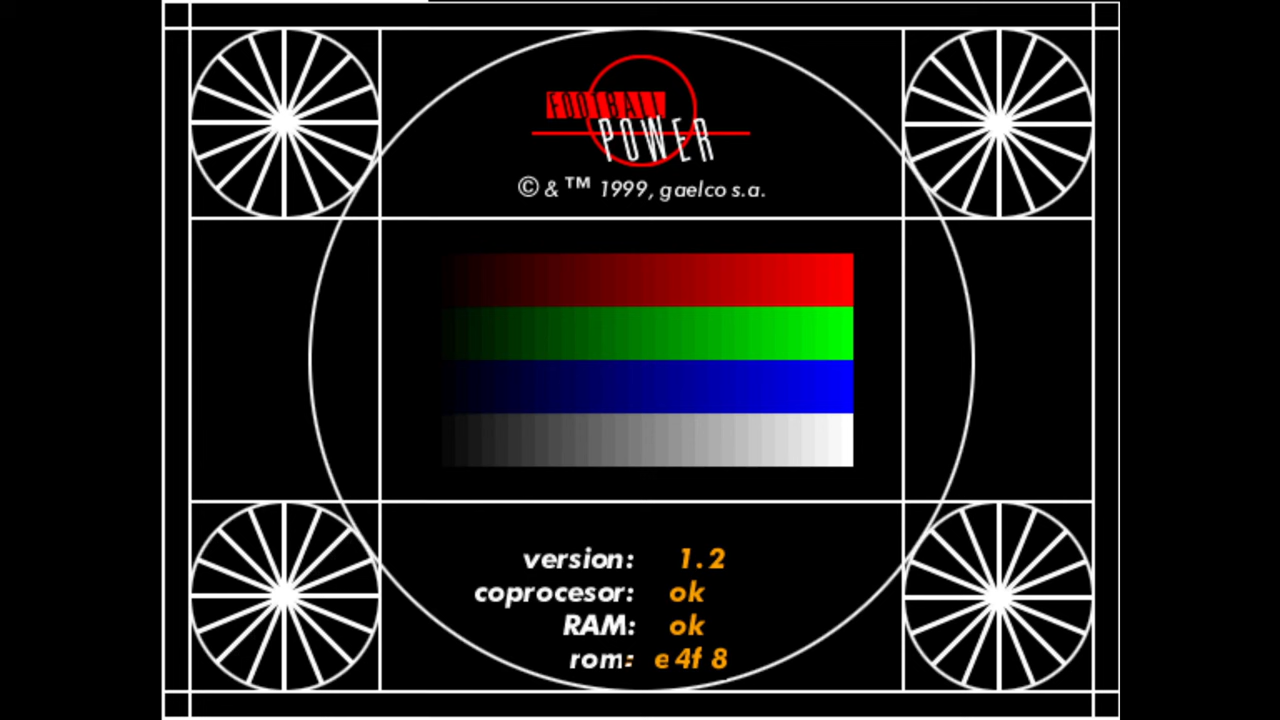 FOOTBALL
POWER
© & ™ 1999, gaelco s.a.
version: 1.2
coprocesor: ok
RAM: ok
rom: e4f8